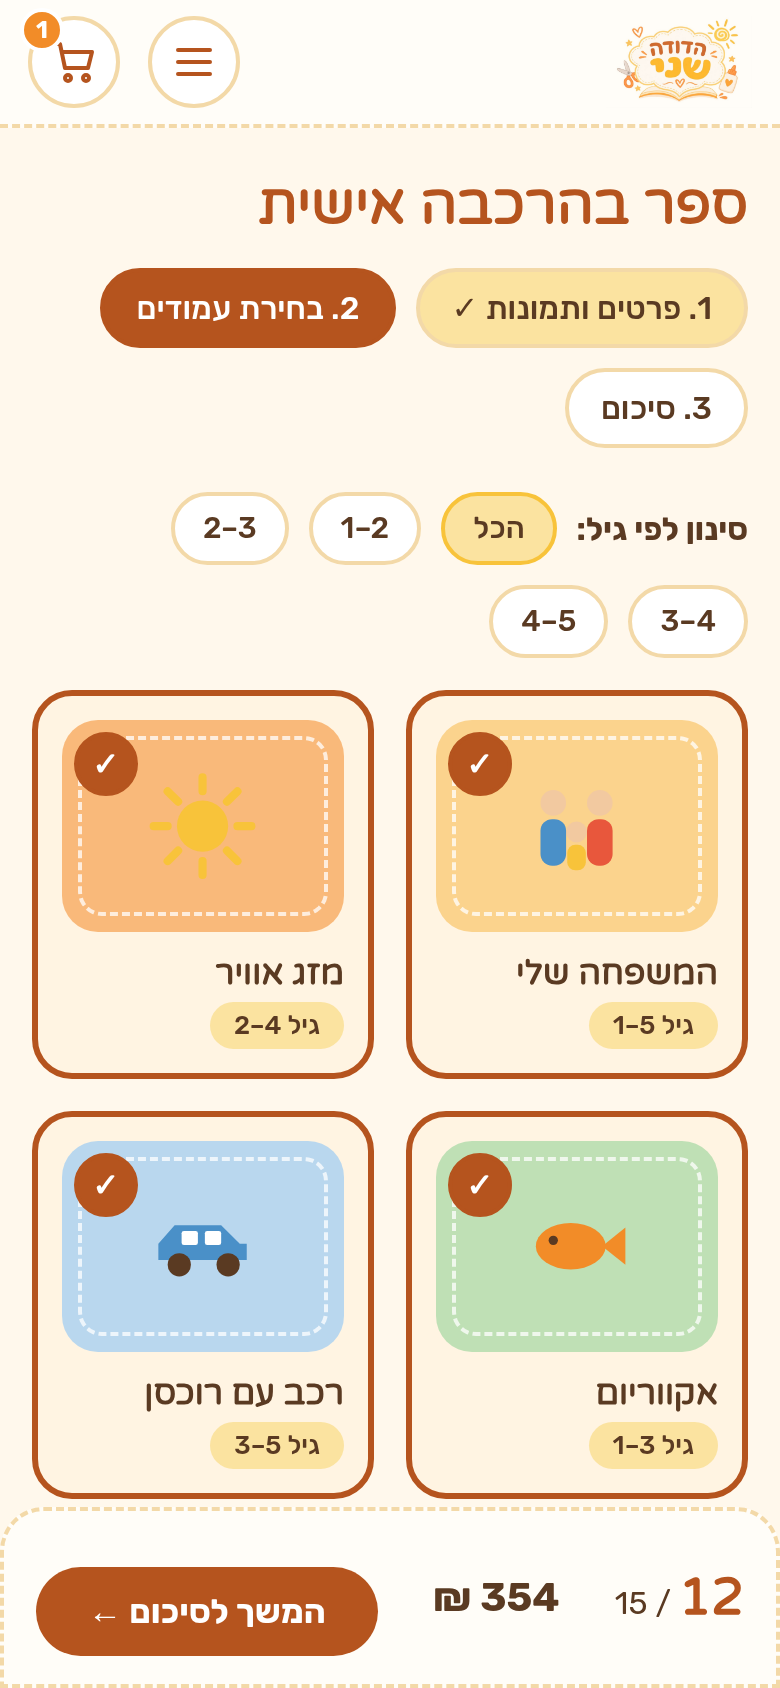 1
הדודה
שני
ספר בהרכבה אישית
1. פרטים ותמונות ✓
2. בחירת עמודים
3. סיכום
סינון לפי גיל:
הכל
1–2
2–3
3–4
4–5
✓
המשפחה שלי
גיל 1–5
✓
מזג אוויר
גיל 2–4
✓
אקווריום
גיל 1–3
✓
רכב עם רוכסן
גיל 3–5
12 / 15
354 ₪
המשך לסיכום ←